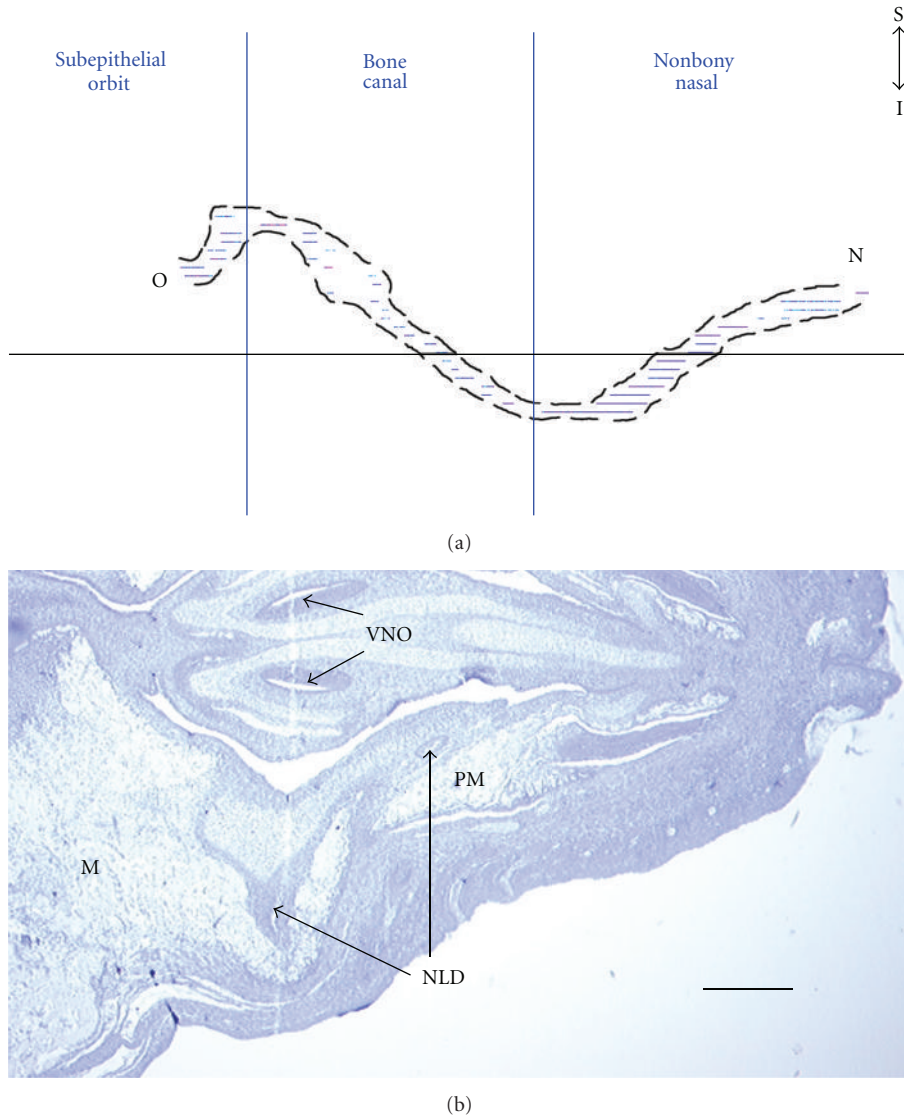 S
Subepithelial
orbit
Bone
canal
Nonbony
nasal
I
O
N
(a)
VNO
PM
M
NLD
(b)